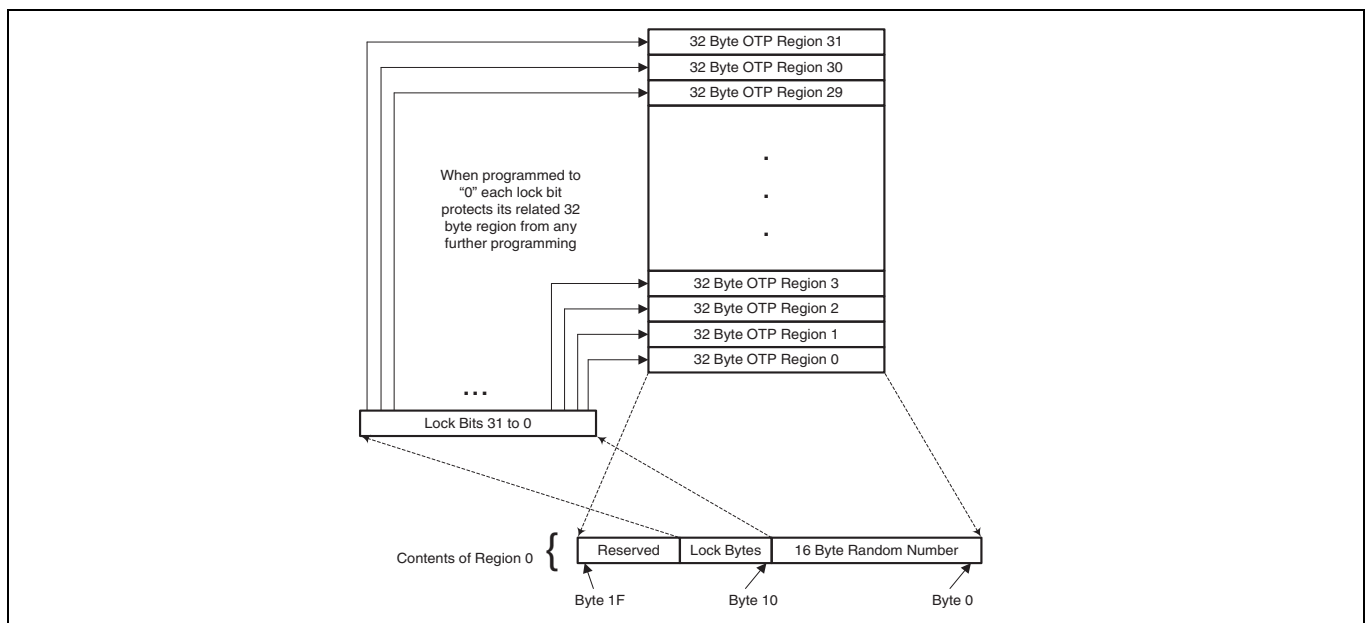 32 Byte OTP Region 31
32 Byte OTP Region 30
32 Byte OTP Region 29
.
.
.
When programmed to
“0” each lock bit
protects its related 32
byte region from any
further programming
32 Byte OTP Region 3
32 Byte OTP Region 2
32 Byte OTP Region 1
32 Byte OTP Region 0
...
Lock Bits 31 to 0
Contents of Region 0 {
Reserved
Lock Bytes
16 Byte Random Number
Byte 1F
Byte 10
Byte 0